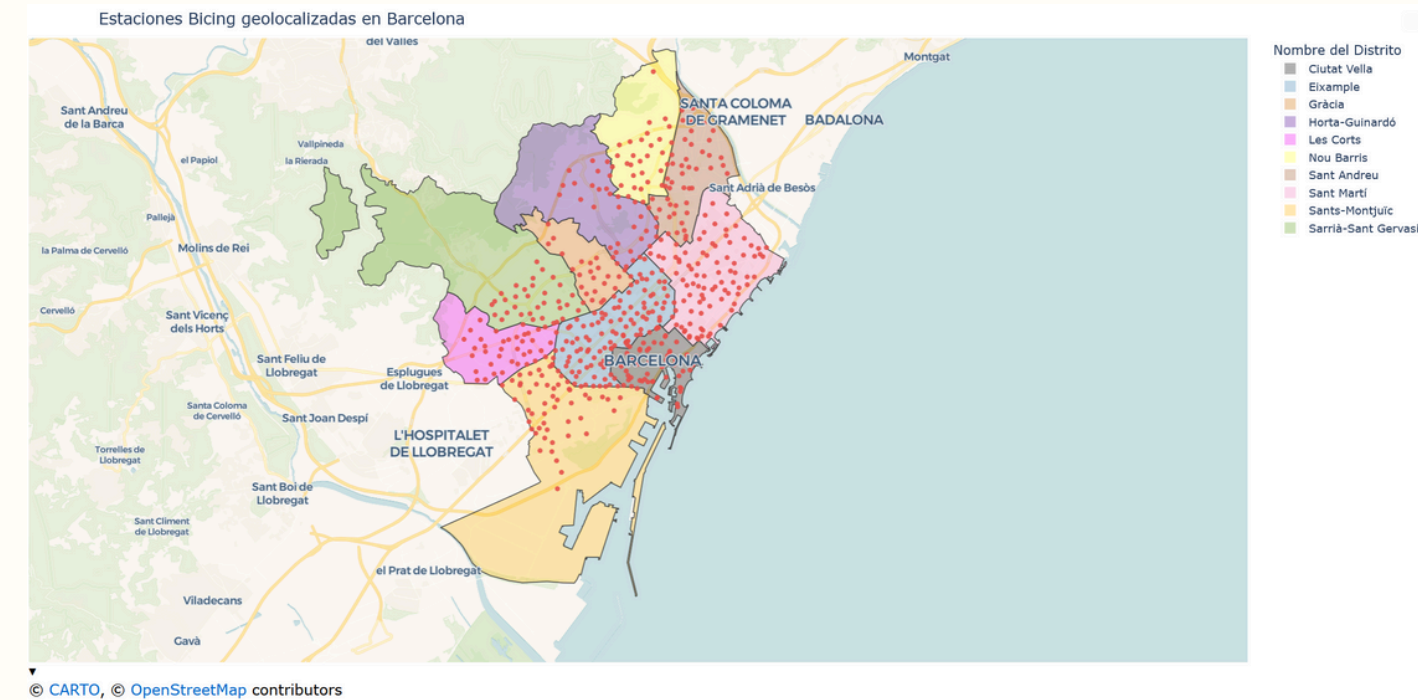 Estaciones Bicing geolocalizadas en Barcelona
del Vallès
Montgat
Nombre del Distrito
Ciutat Vella
Eixample
Gràcia
Horta-Guinardó
Les Corts
Nou Barris
Sant Andreu
Sant Martí
Sants-Montjuïc
Sarrià-Sant Gervasi
Sant Andreu
de la Barca
SANTA COLOMA
DE GRAMENET
BADALONA
Vallpineda
la Rierada
el Papiol
Sant Adrià de Besòs
Pallejà
la Palma de Cervelló
Molins de Rei
Cervelló
Sant Vicenç
dels Horts
Sant Feliu de
Llobregat
Esplugues
de Llobregat
BARCELONA
Santa Coloma
de Cervelló
Sant Joan Despí
L'HOSPITALET
DE LLOBREGAT
Torrelles de
Llobregat
Sant Boi de
Llobregat
Sant Climent
de Llobregat
el Prat de Llobregat
Viladecans
Gavà
© CARTO, © OpenStreetMap contributors